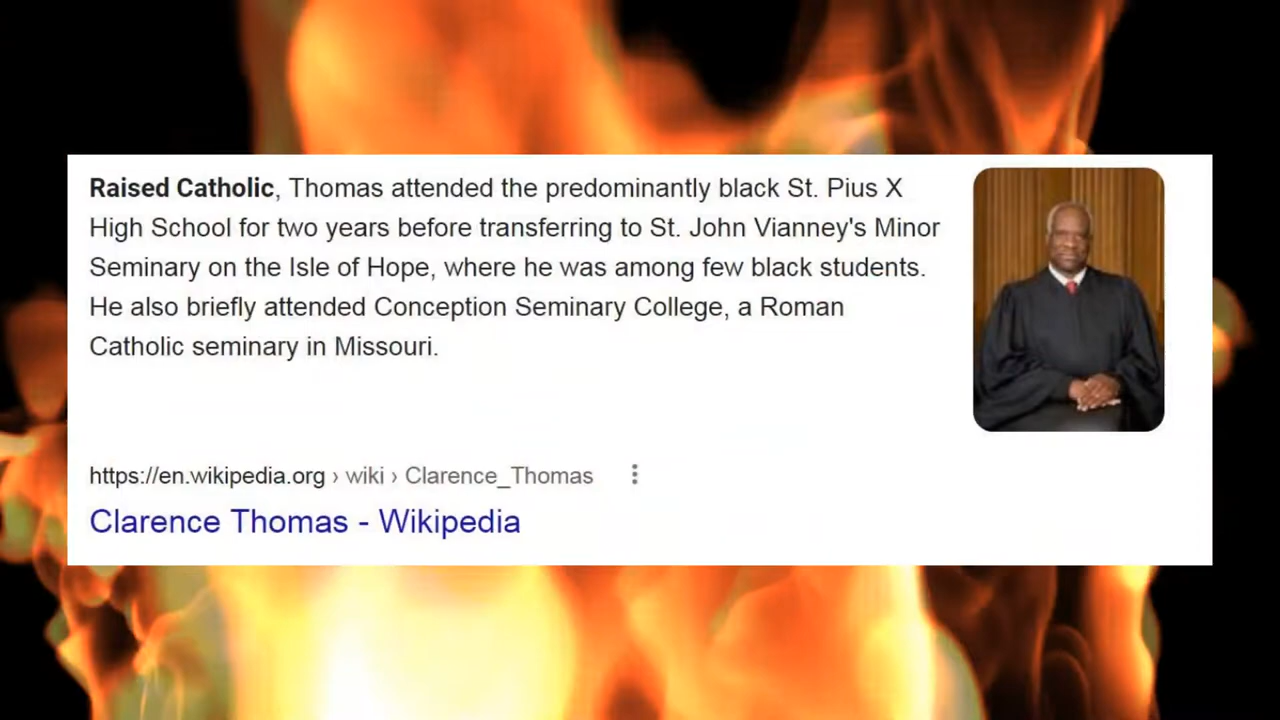 Raised Catholic, Thomas attended the predominantly black St. Pius X
High School for two years before transferring to St. John Vianney's Minor
Seminary on the Isle of Hope, where he was among few black students.
He also briefly attended Conception Seminary College, a Roman
Catholic seminary in Missouri.
https://en.wikipedia.org › wiki › Clarence_Thomas
Clarence Thomas - Wikipedia